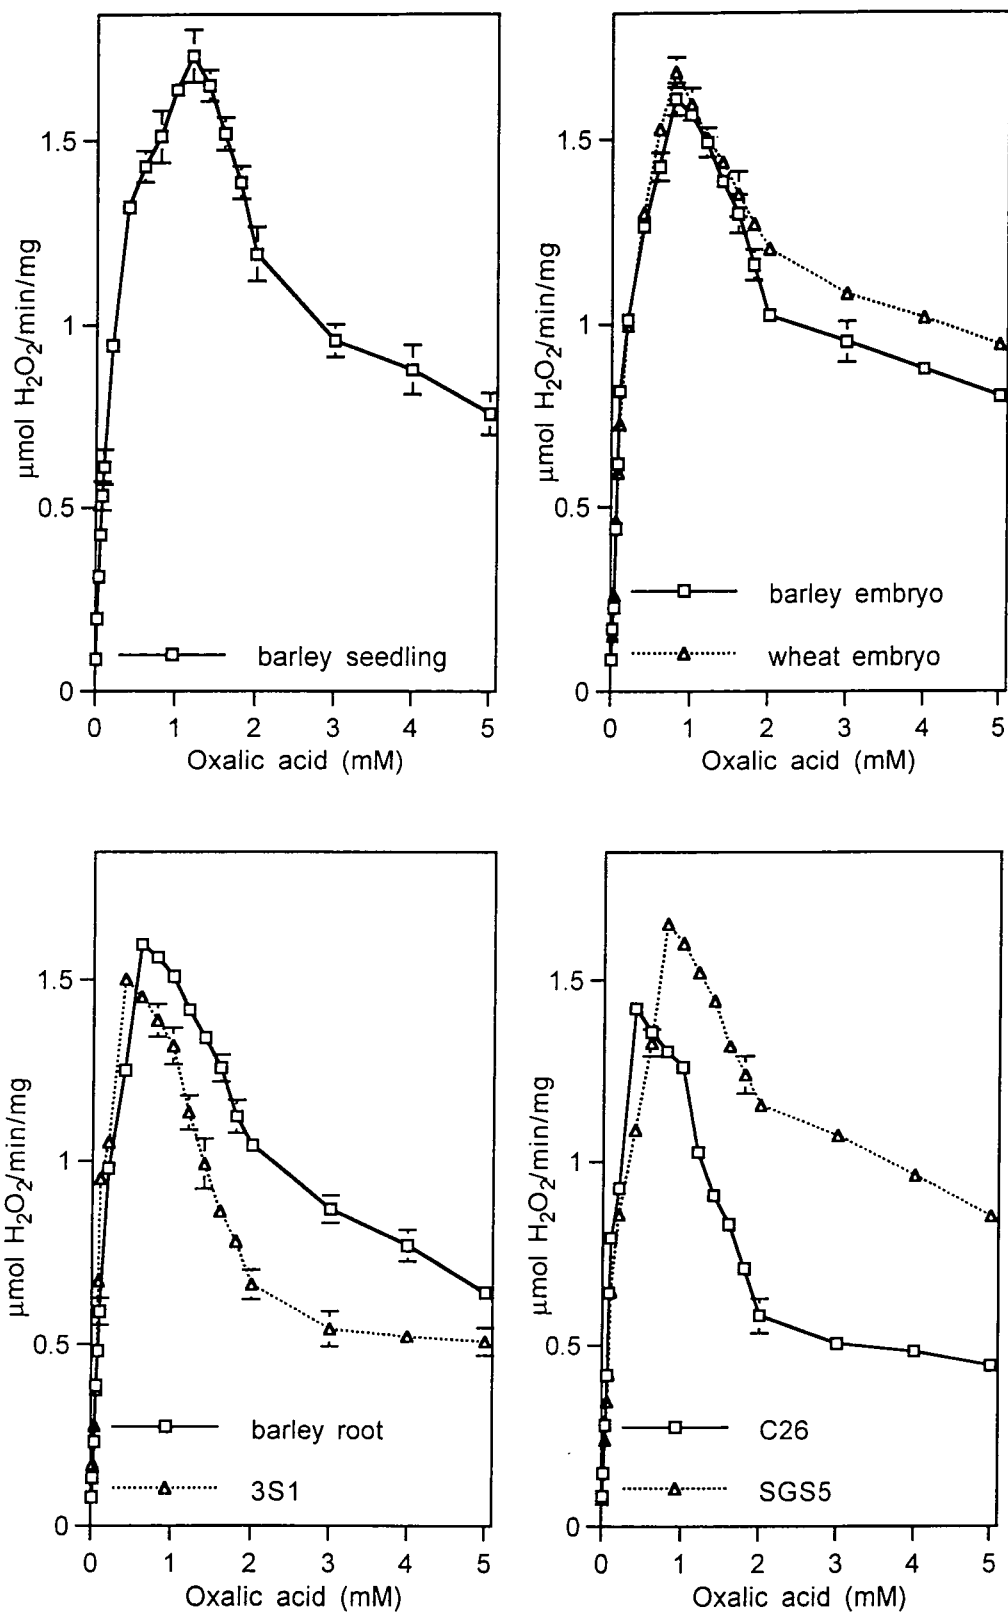 1.5
1
0.5
0
μmol H₂O₂/min/mg
barley seedling
0 1 2 3 4 5
Oxalic acid (mM)
1.5
1
0.5
0
μmol H₂O₂/min/mg
barley embryo
wheat embryo
0 1 2 3 4 5
Oxalic acid (mM)
1.5
1
0.5
0
μmol H₂O₂/min/mg
barley root
3S1
0 1 2 3 4 5
Oxalic acid (mM)
1.5
1
0.5
0
μmol H₂O₂/min/mg
C26
SGS5
0 1 2 3 4 5
Oxalic acid (mM)